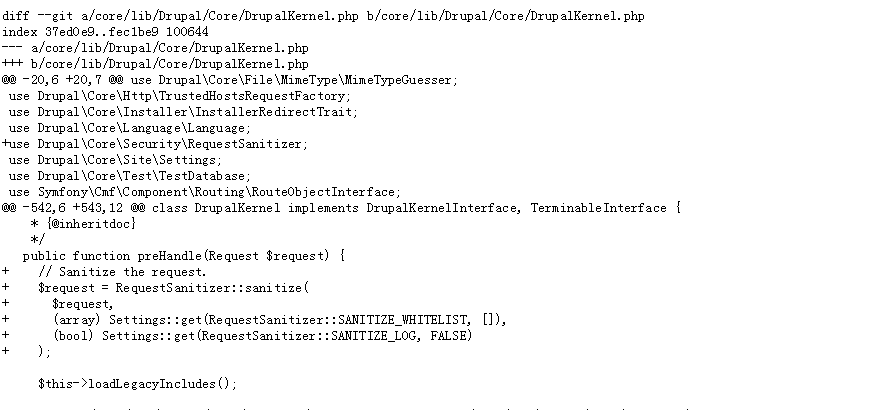 diff --git a/core/lib/Drupal/Core/DrupalKernel.php b/core/lib/Drupal/Core/DrupalKernel.php
index 37ed0e9..fec1be9 100644
--- a/core/lib/Drupal/Core/DrupalKernel.php
+++ b/core/lib/Drupal/Core/DrupalKernel.php
@@ -20,6 +20,7 @@ use Drupal\Core\File\MimeType\MimeTypeGuesser;
 use Drupal\Core\Http\TrustedHostsRequestFactory;
 use Drupal\Core\Installer\InstallerRedirectTrait;
 use Drupal\Core\Language\Language;
+use Drupal\Core\Security\RequestSanitizer;
 use Drupal\Core\Site\Settings;
 use Drupal\Core\Test\TestDatabase;
 use Symfony\Cmf\Component\Routing\RouteObjectInterface;
@@ -542,6 +543,12 @@ class DrupalKernel implements DrupalKernelInterface, TerminableInterface {
    * {@inheritdoc}
    */
   public function preHandle(Request $request) {
+    // Sanitize the request.
+    $request = RequestSanitizer::sanitize(
+      $request,
+      (array) Settings::get(RequestSanitizer::SANITIZE_WHITELIST, []),
+      (bool) Settings::get(RequestSanitizer::SANITIZE_LOG, FALSE)
+    );

     $this->loadLegacyIncludes();